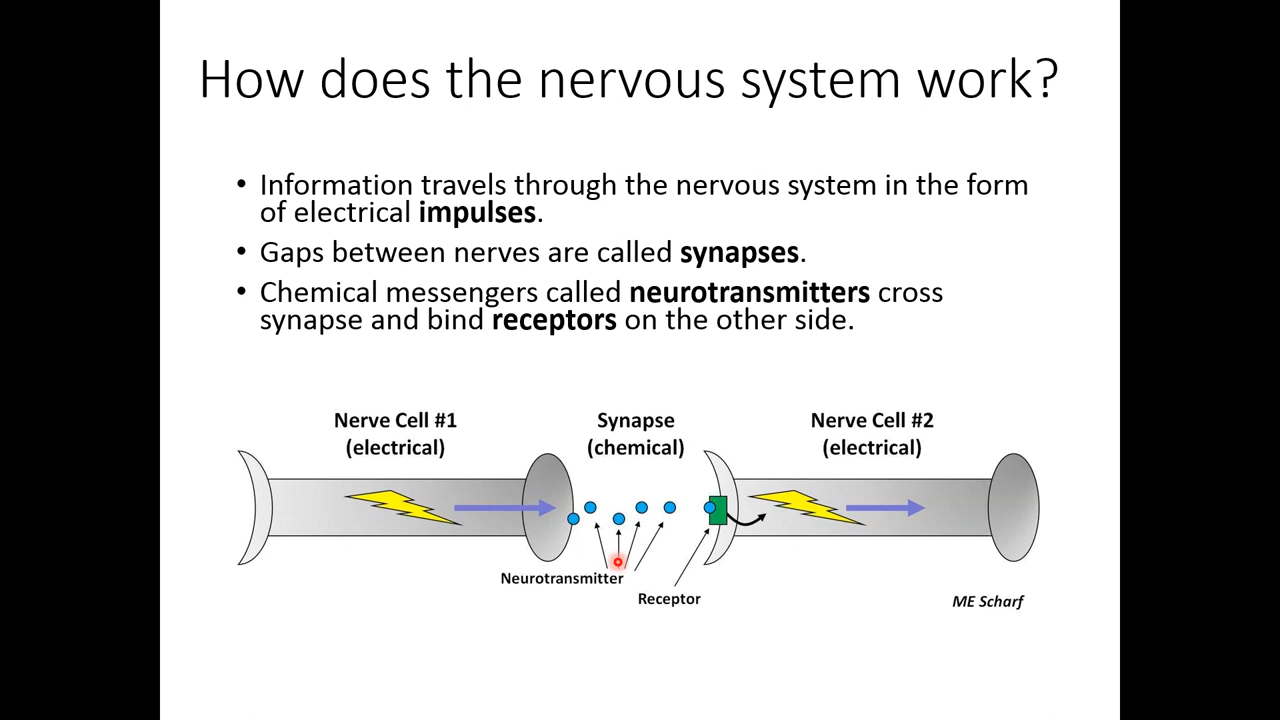 How does the nervous system work?
• Information travels through the nervous system in the form
of electrical impulses.
• Gaps between nerves are called synapses.
• Chemical messengers called neurotransmitters cross
synapse and bind receptors on the other side.
Nerve Cell #1
(electrical)
Synapse
(chemical)
Nerve Cell #2
(electrical)
Neurotransmitter
Receptor
ME Scharf